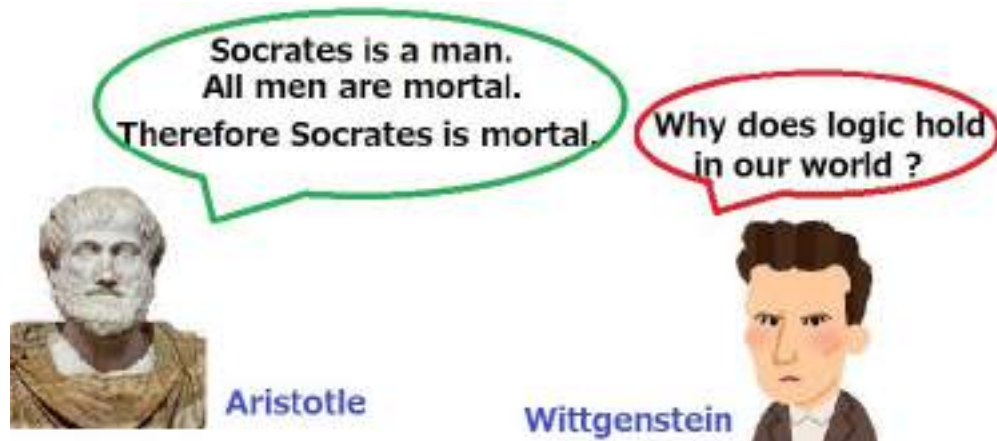 Socrates is a man.
All men are mortal.
Therefore Socrates is mortal.
Why does logic hold
in our world ?
Aristotle
Wittgenstein